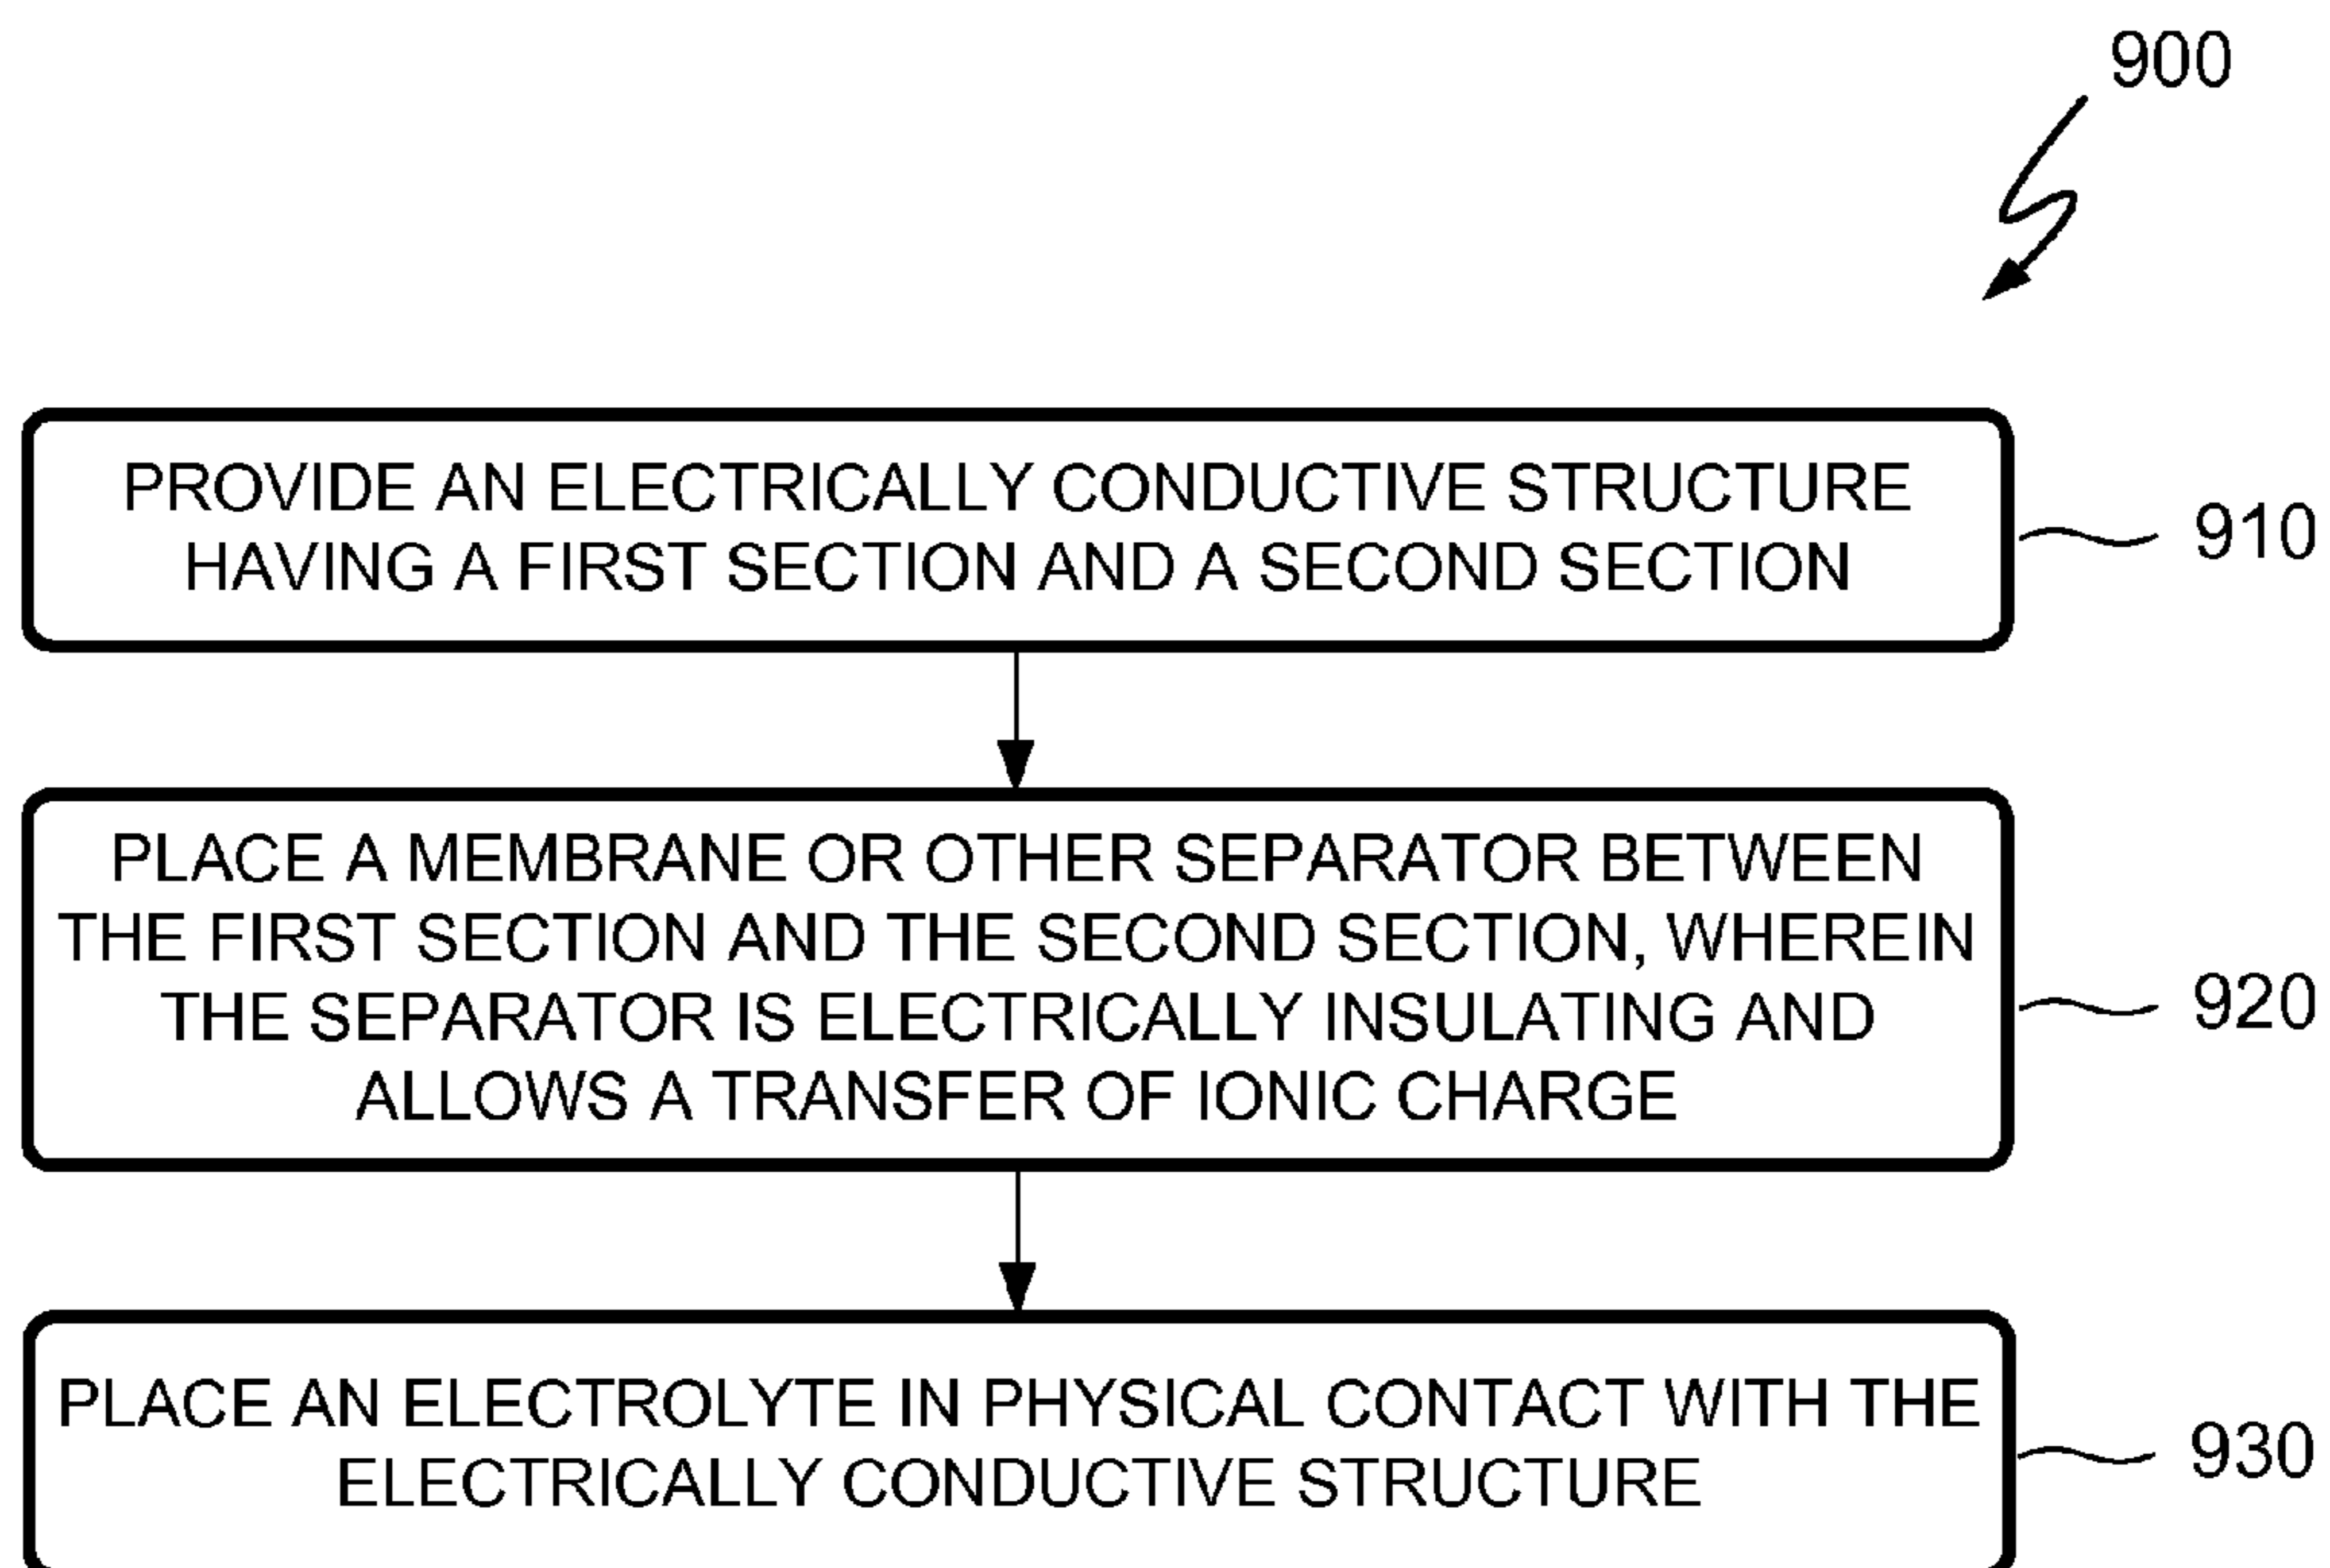 900
PROVIDE AN ELECTRICALLY CONDUCTIVE STRUCTURE
HAVING A FIRST SECTION AND A SECOND SECTION
910
PLACE A MEMBRANE OR OTHER SEPARATOR BETWEEN
THE FIRST SECTION AND THE SECOND SECTION, WHEREIN
THE SEPARATOR IS ELECTRICALLY INSULATING AND
ALLOWS A TRANSFER OF IONIC CHARGE
920
PLACE AN ELECTROLYTE IN PHYSICAL CONTACT WITH THE
ELECTRICALLY CONDUCTIVE STRUCTURE
930